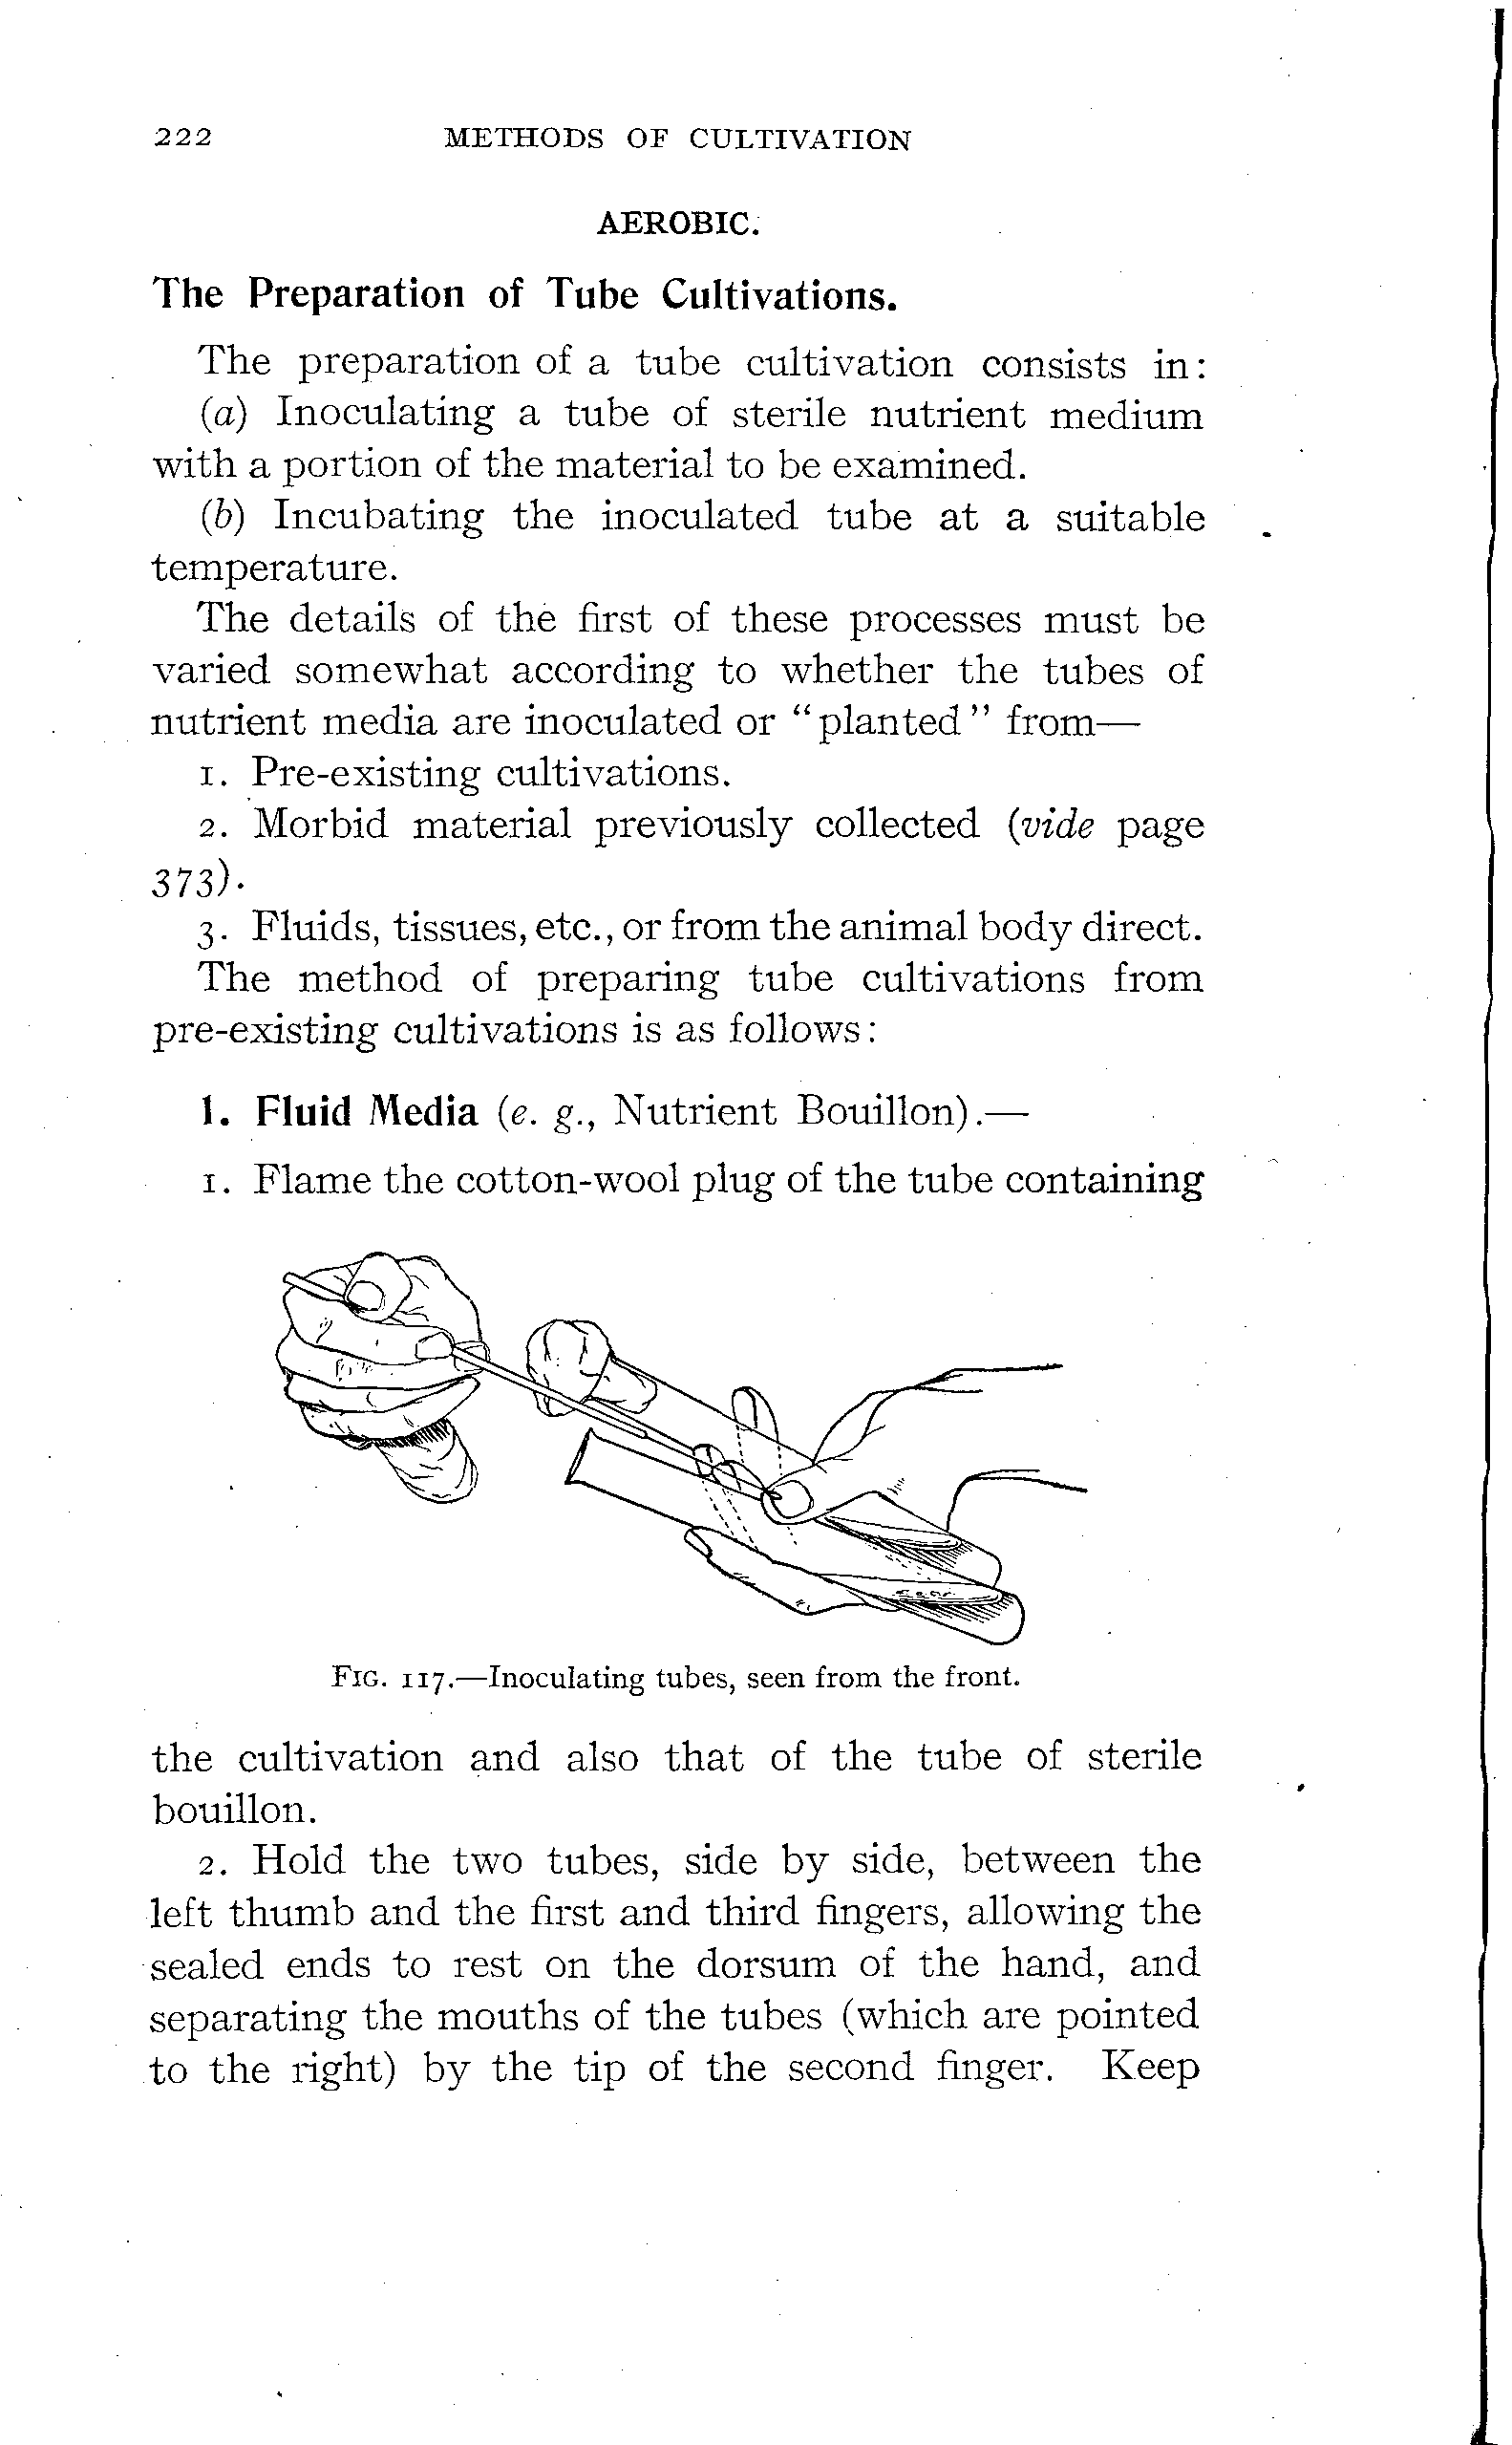 222 METHODS OF CULTIVATION
AEROBIC.
The Preparation of Tube Cultivations.
The preparation of a tube cultivation consists in:
(a) Inoculating a tube of sterile nutrient medium
with a portion of the material to be examined.
(b) Incubating the inoculated tube at a suitable
temperature.
The details of the first of these processes must be
varied somewhat according to whether the tubes of
nutrient media are inoculated or "planted" from—
1. Pre-existing cultivations.
2. Morbid material previously collected (vide page
373).
3. Fluids, tissues, etc., or from the animal body direct.
The method of preparing tube cultivations from
pre-existing cultivations is as follows:
1. Fluid Media (e. g., Nutrient Bouillon).—
1. Flame the cotton-wool plug of the tube containing
FIG. 117.—Inoculating tubes, seen from the front.
the cultivation and also that of the tube of sterile
bouillon.
2. Hold the two tubes, side by side, between the
left thumb and the first and third fingers, allowing the
sealed ends to rest on the dorsum of the hand, and
separating the mouths of the tubes (which are pointed
to the right) by the tip of the second finger. Keep